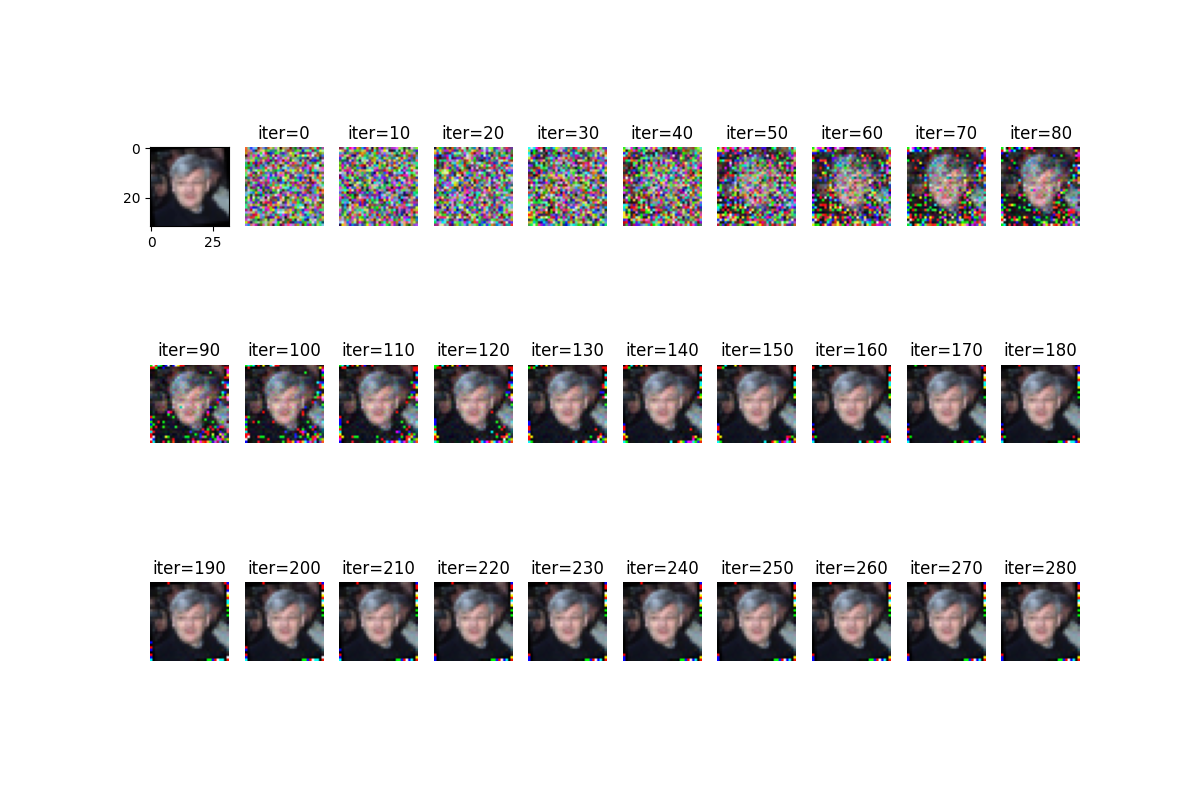 iter=0 iter=10 iter=20 iter=30 iter=40 iter=50 iter=60 iter=70 iter=80
0
20
0 25
iter=90 iter=100 iter=110 iter=120 iter=130 iter=140 iter=150 iter=160 iter=170 iter=180
iter=190 iter=200 iter=210 iter=220 iter=230 iter=240 iter=250 iter=260 iter=270 iter=280